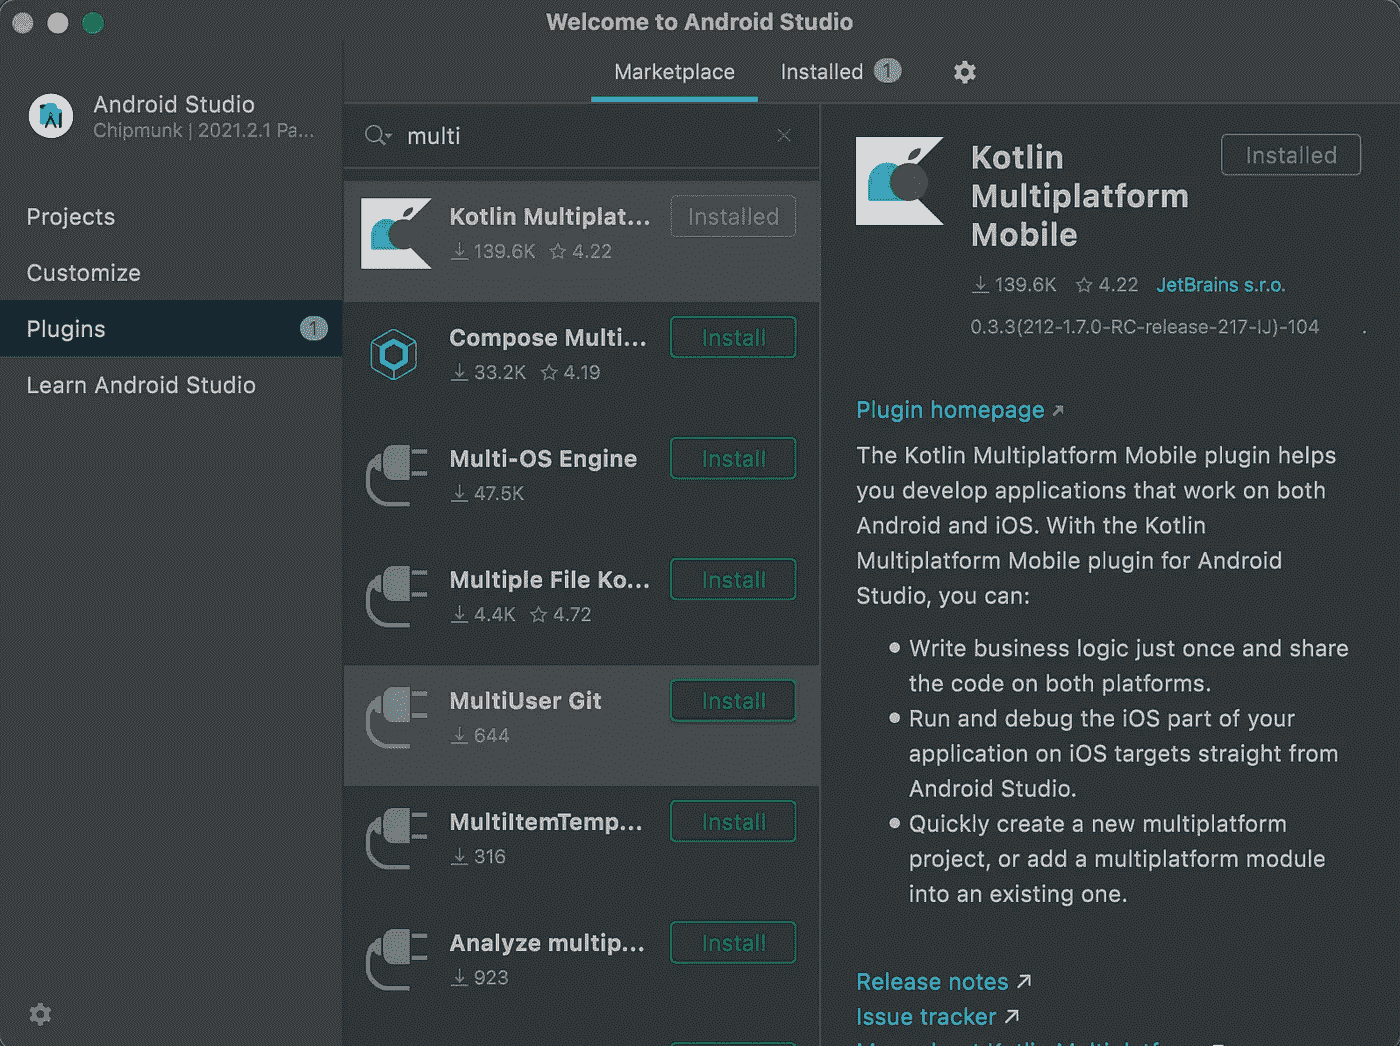 Welcome to Android Studio
Android Studio
Chipmunk | 2021.2.1 Pa...
Projects
Customize
Plugins 1
Learn Android Studio
Marketplace Installed 1
multi
Kotlin Multiplat... Installed
139.6K 4.22
Compose Multi... Install
33.2K 4.19
Multi-OS Engine Install
47.5K
Multiple File Ko... Install
4.4K 4.72
MultiUser Git Install
644
MultiItemTemp... Install
316
Analyze multip... Install
923
Kotlin
Multiplatform
Mobile
Installed
139.6K 4.22 JetBrains s.r.o.
0.3.3(212-1.7.0-RC-release-217-IJ)-104 .
Plugin homepage ↗
The Kotlin Multiplatform Mobile plugin helps
you develop applications that work on both
Android and iOS. With the Kotlin
Multiplatform Mobile plugin for Android
Studio, you can:
• Write business logic just once and share
the code on both platforms.
• Run and debug the iOS part of your
application on iOS targets straight from
Android Studio.
• Quickly create a new multiplatform
project, or add a multiplatform module
into an existing one.
Release notes ↗
Issue tracker ↗